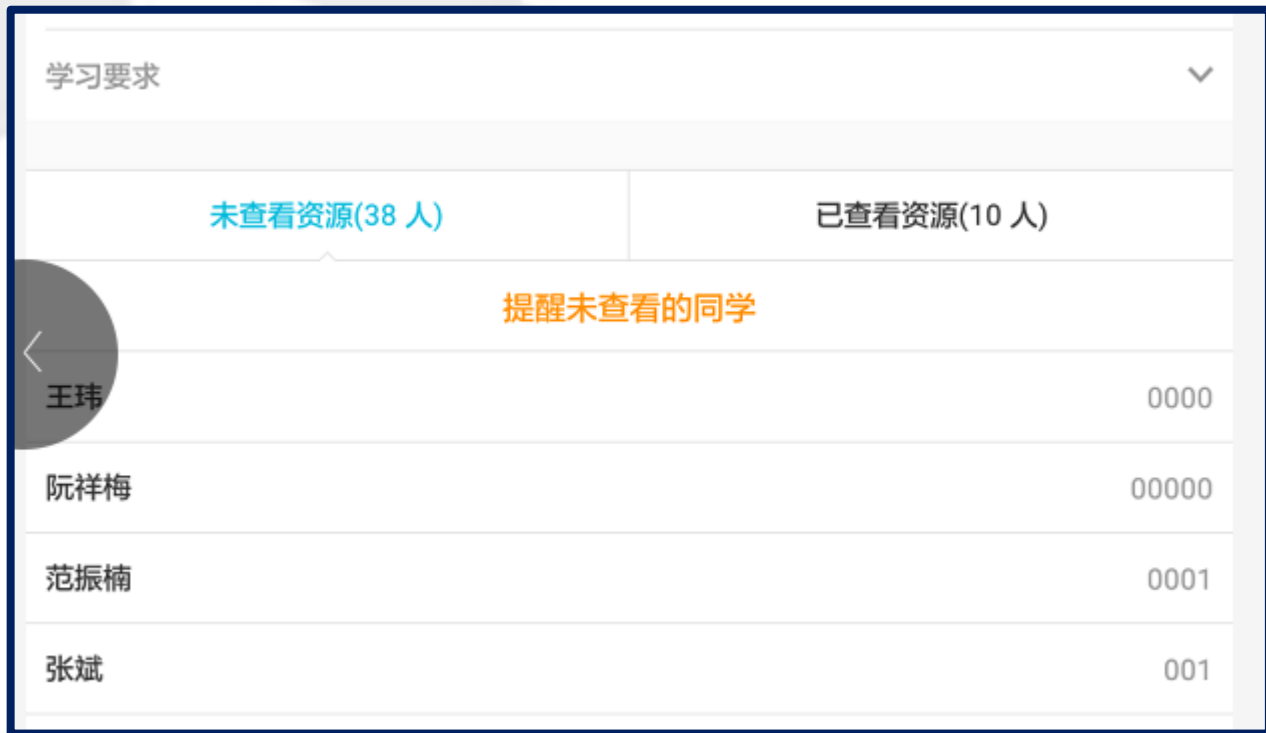 学习要求
未查看资源(38 人) 已查看资源(10 人)
提醒未查看的同学
王玮 0000
阮祥梅 00000
范振楠 0001
张斌 001